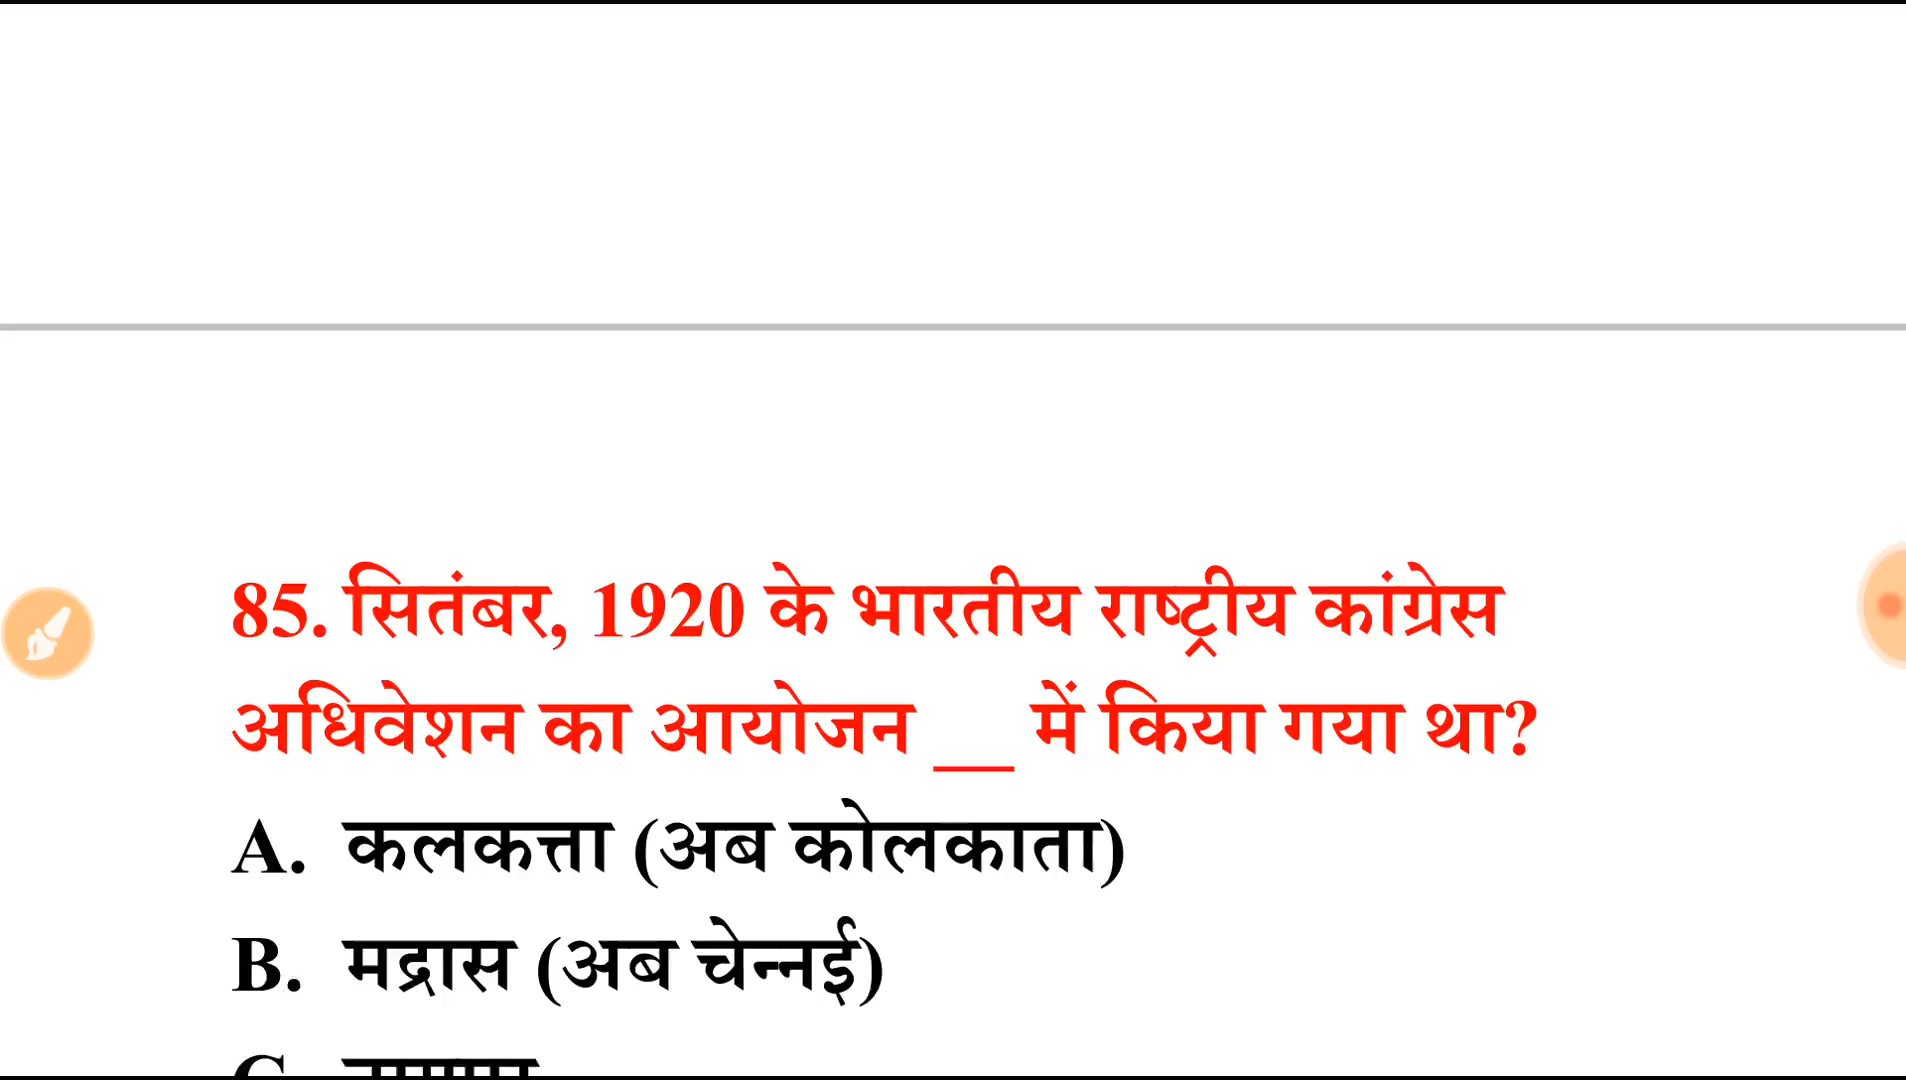 85. सितंबर, 1920 के भारतीय राष्ट्रीय कांग्रेस
अधिवेशन का आयोजन __ में किया गया था?
A. कलकत्ता (अब कोलकाता)
B. मद्रास (अब चेन्नई)
C.